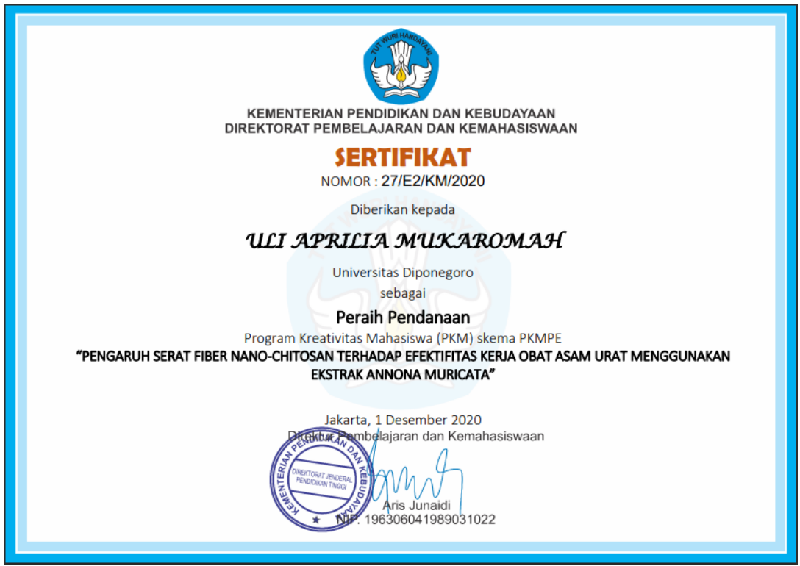 TUT WURI HANDAYANI
KEMENTERIAN PENDIDIKAN DAN KEBUDAYAAN
DIREKTORAT PEMBELAJARAN DAN KEMAHASISWAAN
SERTIFIKAT
NOMOR : 27/E2/KM/2020
Diberikan kepada
ULI APRILIA MUKAROMAH
Universitas Diponegoro
sebagai
Peraih Pendanaan
Program Kreativitas Mahasiswa (PKM) skema PKMPE
“PENGARUH SERAT FIBER NANO-CHITOSAN TERHADAP EFEKTIFITAS KERJA OBAT ASAM URAT MENGGUNAKAN
EKSTRAK ANNONA MURICATA”
Jakarta, 1 Desember 2020
Direktur Pembelajaran dan Kemahasiswaan
KEMENTERIAN PENDIDIKAN DAN KEBUDAYAAN
DIREKTORAT JENDERAL
PENDIDIKAN TINGGI
Aris Junaidi
NIP. 196306041989031022